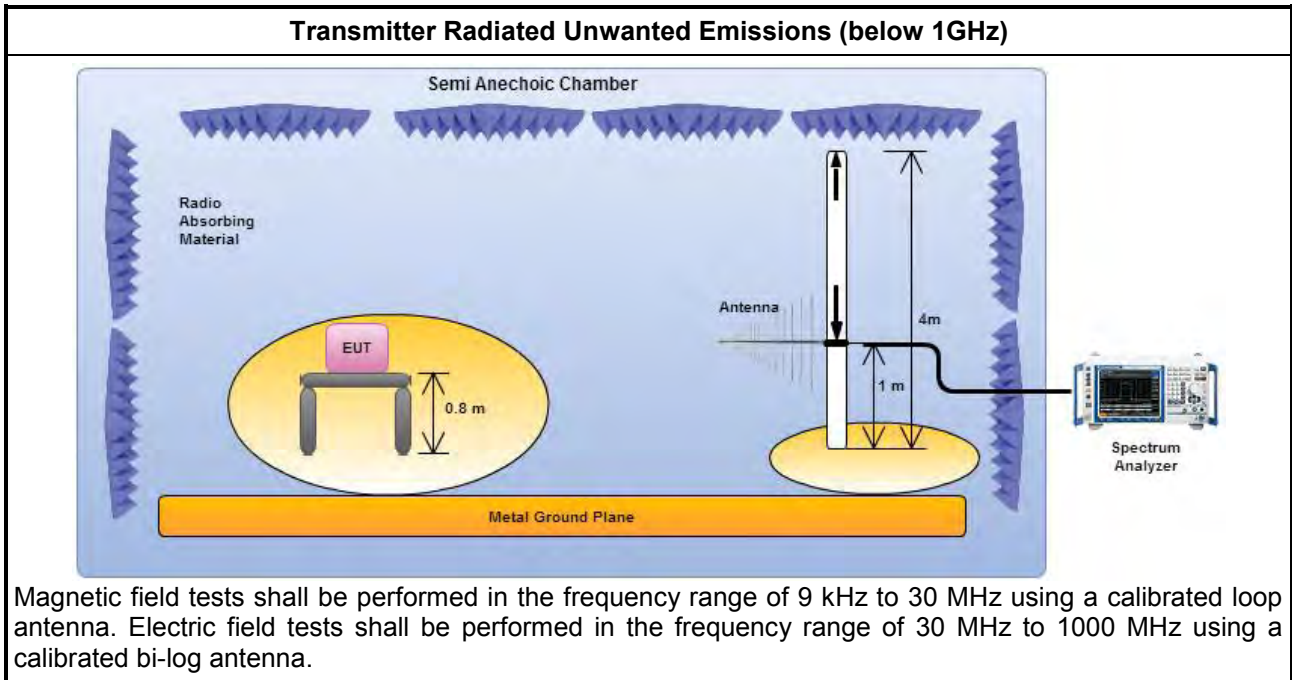 Transmitter Radiated Unwanted Emissions (below 1GHz)
Semi Anechoic Chamber
Radio
Absorbing
Material
Antenna
4m
EUT
1 m
0.8 m
Spectrum
Analyzer
Metal Ground Plane
Magnetic field tests shall be performed in the frequency range of 9 kHz to 30 MHz using a calibrated loop
antenna. Electric field tests shall be performed in the frequency range of 30 MHz to 1000 MHz using a
calibrated bi-log antenna.